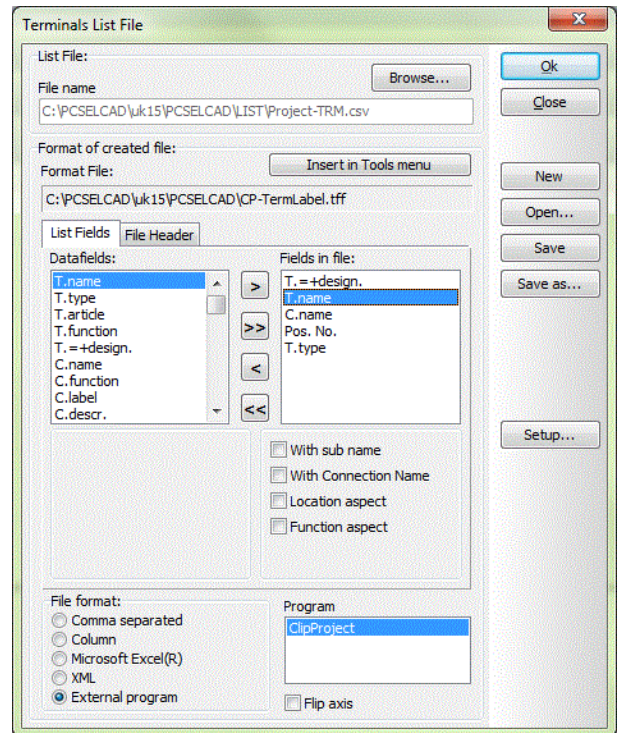 Terminals List File
List File:
File name
Browse...
C:\PCSELCAD\uk15\PCSELCAD\LIST\Project-TRM.csv
Format of created file:
Format File:
Insert in Tools menu
C:\PCSELCAD\uk15\PCSELCAD\CP-TermLabel.tff
List Fields
File Header
Datafields:
T.name
T.type
T.article
T.function
T.=+design.
C.name
C.function
C.label
C.descr.
>
>>
<
<<
Fields in file:
T.=+design.
T.name
C.name
Pos. No.
T.type
With sub name
With Connection Name
Location aspect
Function aspect
File format:
Comma separated
Column
Microsoft Excel(R)
XML
External program
Program
ClipProject
Flip axis
Ok
Close
New
Open...
Save
Save as...
Setup...